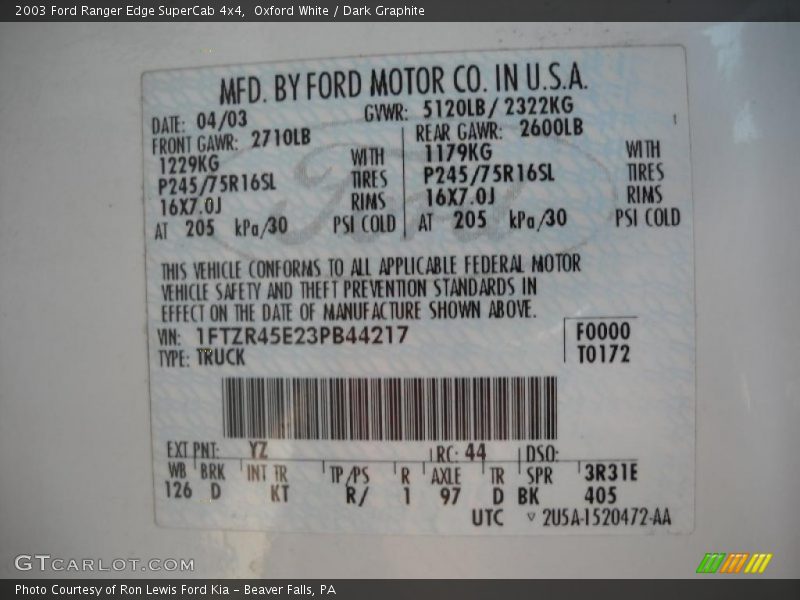 2003 Ford Ranger Edge SuperCab 4x4,  Oxford White / Dark Graphite
MFD. BY FORD MOTOR CO. IN U.S.A.
DATE: 04/03 GVWR: 5120LB/ 2322KG
FRONT GAWR: 2710LB REAR GAWR: 2600LB
1229KG WITH 1179KG WITH
P245/75R16SL TIRES P245/75R16SL TIRES
16X7.0J RIMS 16X7.0J RIMS
AT 205 kPa/30 PSI COLD AT 205 kPa/30 PSI COLD
THIS VEHICLE CONFORMS TO ALL APPLICABLE FEDERAL MOTOR
VEHICLE SAFETY AND THEFT PREVENTION STANDARDS IN
EFFECT ON THE DATE OF MANUFACTURE SHOWN ABOVE.
VIN: 1FTZR45E23PB44217 F0000
TYPE: TRUCK T0172
EXT PNT: YZ RC: 44 DSO:
WB BRK INT TR TP/PS R AXLE TR SPR 3R31E
126 D KT R/ 1 97 D BK 405
UTC ▽ 2U5A-1520472-AA
GTCARLOT.COM
Photo Courtesy of Ron Lewis Ford Kia - Beaver Falls, PA